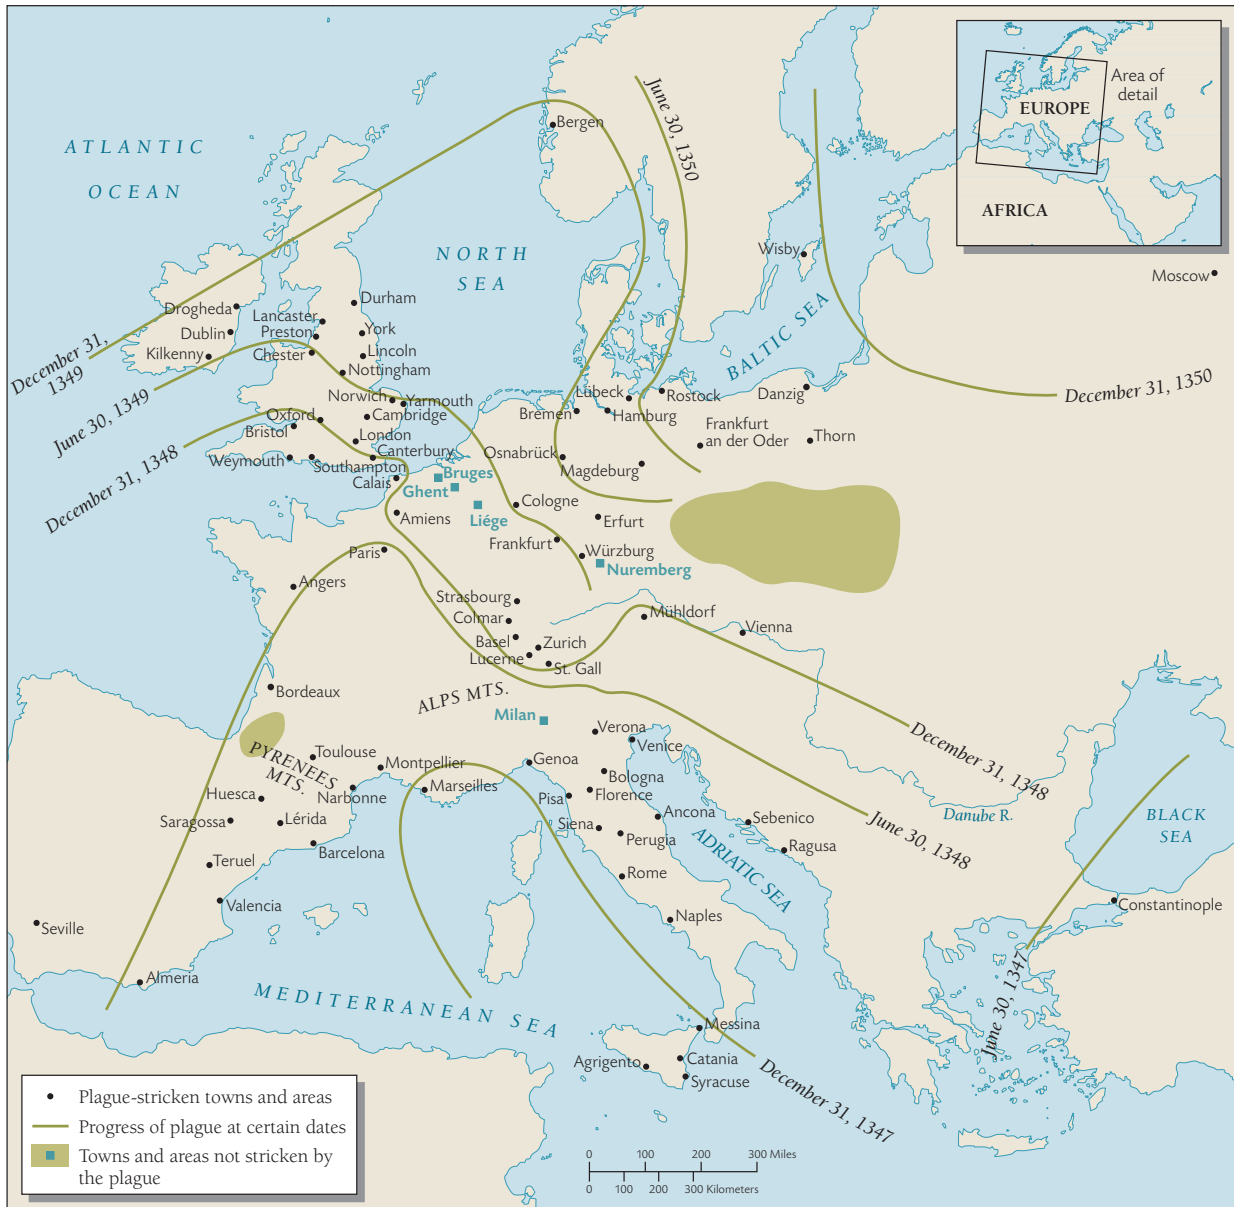 ATLANTIC
OCEAN
NORTH
SEA
BALTIC SEA
Area of
detail
EUROPE
AFRICA
Bergen
June 30, 1350
Wisby
Moscow
December 31,
1349
June 30, 1349
December 31, 1348
December 31, 1350
Drogheda
Dublin
Kilkenny
Durham
Lancaster
Preston
York
Chester
Lincoln
Nottingham
Norwich
Yarmouth
Oxford
Cambridge
Bristol
London
Canterbury
Weymouth
Southampton
Calais
Bruges
Ghent
Liége
Amiens
Lübeck
Rostock
Danzig
Bremen
Hamburg
Frankfurt
an der Oder
Thorn
Osnabrück
Magdeburg
Cologne
Erfurt
Frankfurt
Würzburg
Nuremberg
Paris
Angers
Strasbourg
Colmar
Basel
Zurich
Lucerne
St. Gall
Mühldorf
Vienna
Bordeaux
ALPS MTS.
Milan
Verona
Venice
PYRENEES
MTS.
Toulouse
Montpellier
Genoa
Bologna
Huesca
Narbonne
Marseilles
Pisa
Florence
Saragossa
Lérida
Siena
Ancona
Sebenico
Perugia
Ragusa
Teruel
Barcelona
ADRIATIC SEA
Rome
Valencia
Naples
Seville
Almeria
December 31, 1348
June 30, 1348
Danube R.
BLACK
SEA
Constantinople
June 30, 1347
MEDITERRANEAN SEA
Messina
Agrigento
Catania
Syracuse
December 31, 1347
Plague-stricken towns and areas
Progress of plague at certain dates
Towns and areas not stricken by
the plague
0 100 200 300 Miles
0 100 200 300 Kilometers